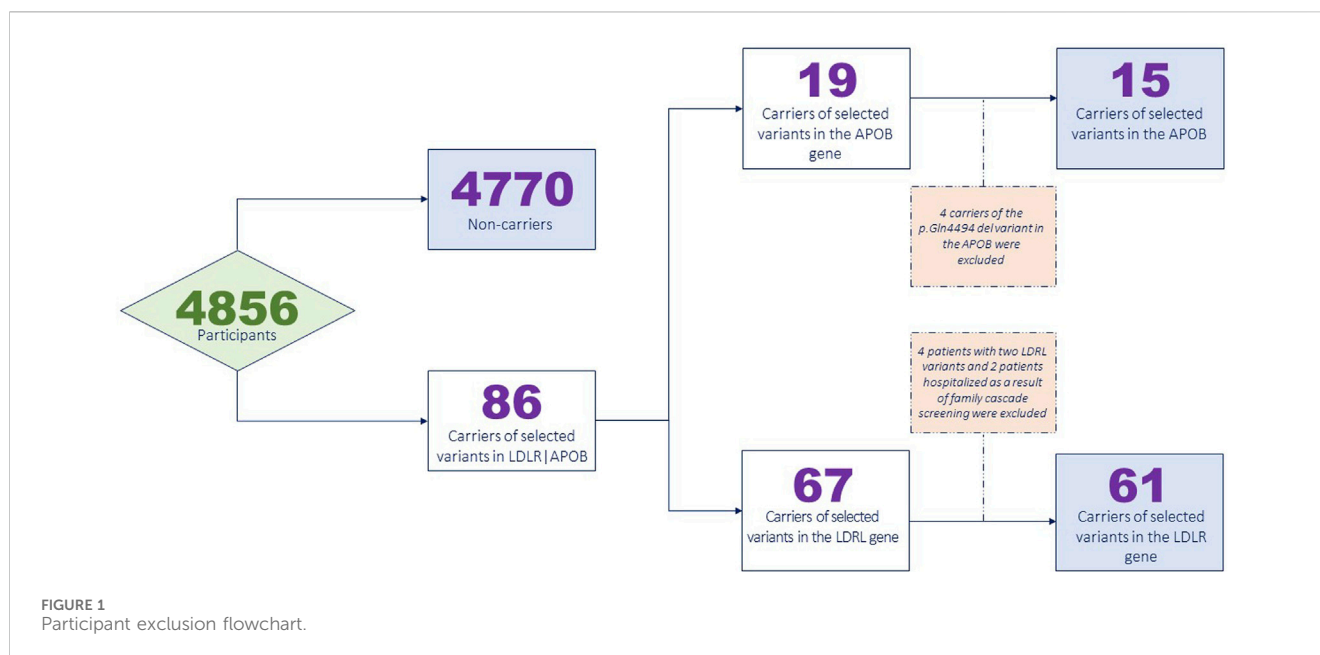 4856
Participants
4770
Non-carriers
86
Carriers of selected
variants in LDLR|APOB
19
Carriers of selected
variants in the APOB
gene
4 carriers of the
p.Gln4494 del variant in
the APOB were
excluded
15
Carriers of selected
variants in the APOB
67
Carriers of selected
variants in the LDRL gene
4 patients with two LDRL
variants and 2 patients
hospitalized as a result
of family cascade
screening were excluded
61
Carriers of selected
variants in the LDLR
gene
FIGURE 1
Participant exclusion flowchart.